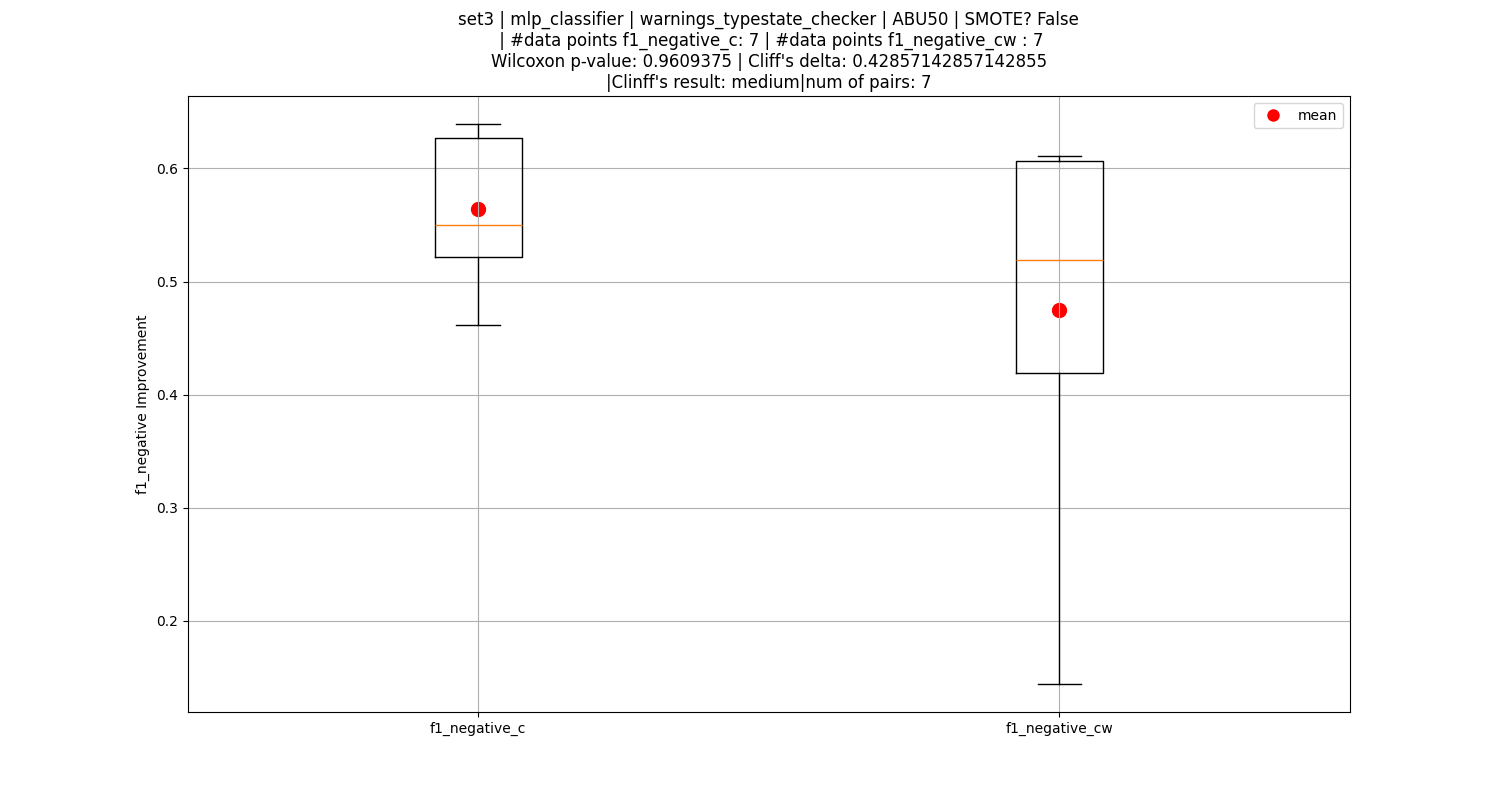 set3 | mlp_classifier | warnings_typestate_checker | ABU50 | SMOTE? False
| #data points f1_negative_c: 7 | #data points f1_negative_cw : 7
Wilcoxon p-value: 0.9609375 | Cliff's delta: 0.42857142857142855
|Clinff's result: medium|num of pairs: 7
mean
0.6
0.5
0.4
0.3
0.2
f1_negative Improvement
f1_negative_c
f1_negative_cw